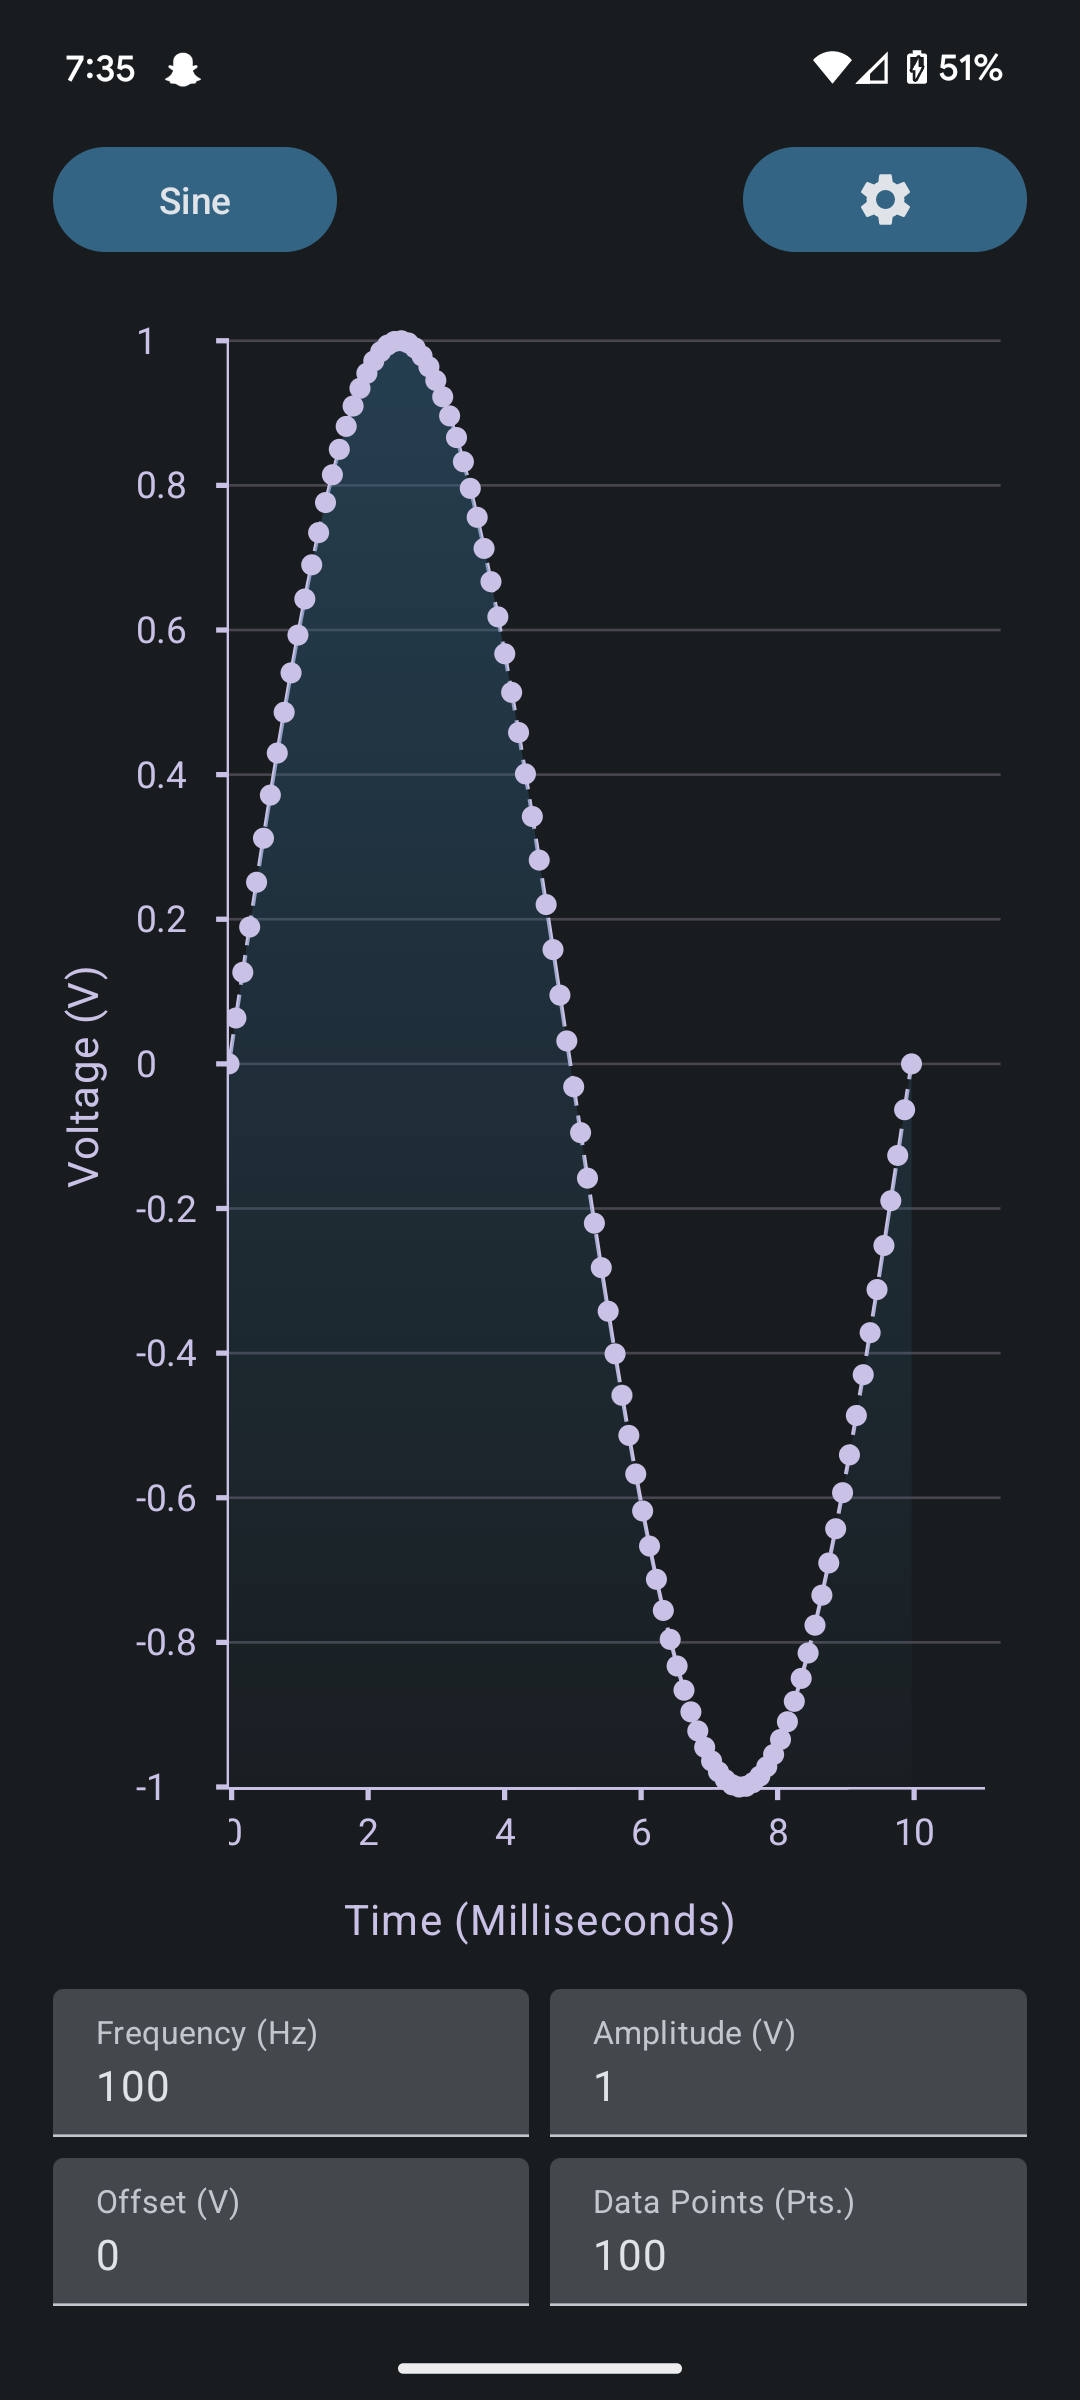 7:35
51%
Sine
1
0.8
0.6
0.4
0.2
0
-0.2
-0.4
-0.6
-0.8
-1
Voltage (V)
0 2 4 6 8 10
Time (Milliseconds)
Frequency (Hz)
100
Amplitude (V)
1
Offset (V)
0
Data Points (Pts.)
100